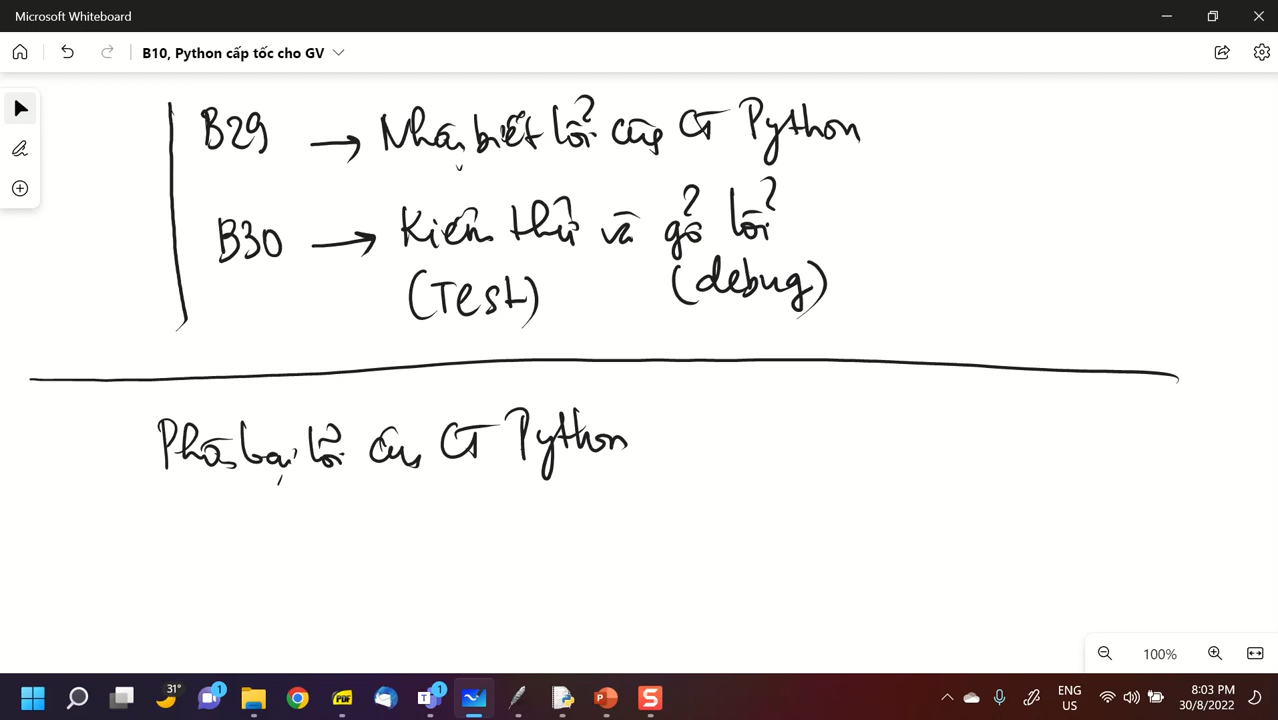 Microsoft Whiteboard
B10, Python cấp tốc cho GV
B29 → Nhận biết lỗi của CT Python
B30 → Kiểm thử và gỡ lỗi
(Test) (debug)
Phân loại lỗi của CT Python
100%
31°
1
1
ENG
US
8:03 PM
30/8/2022